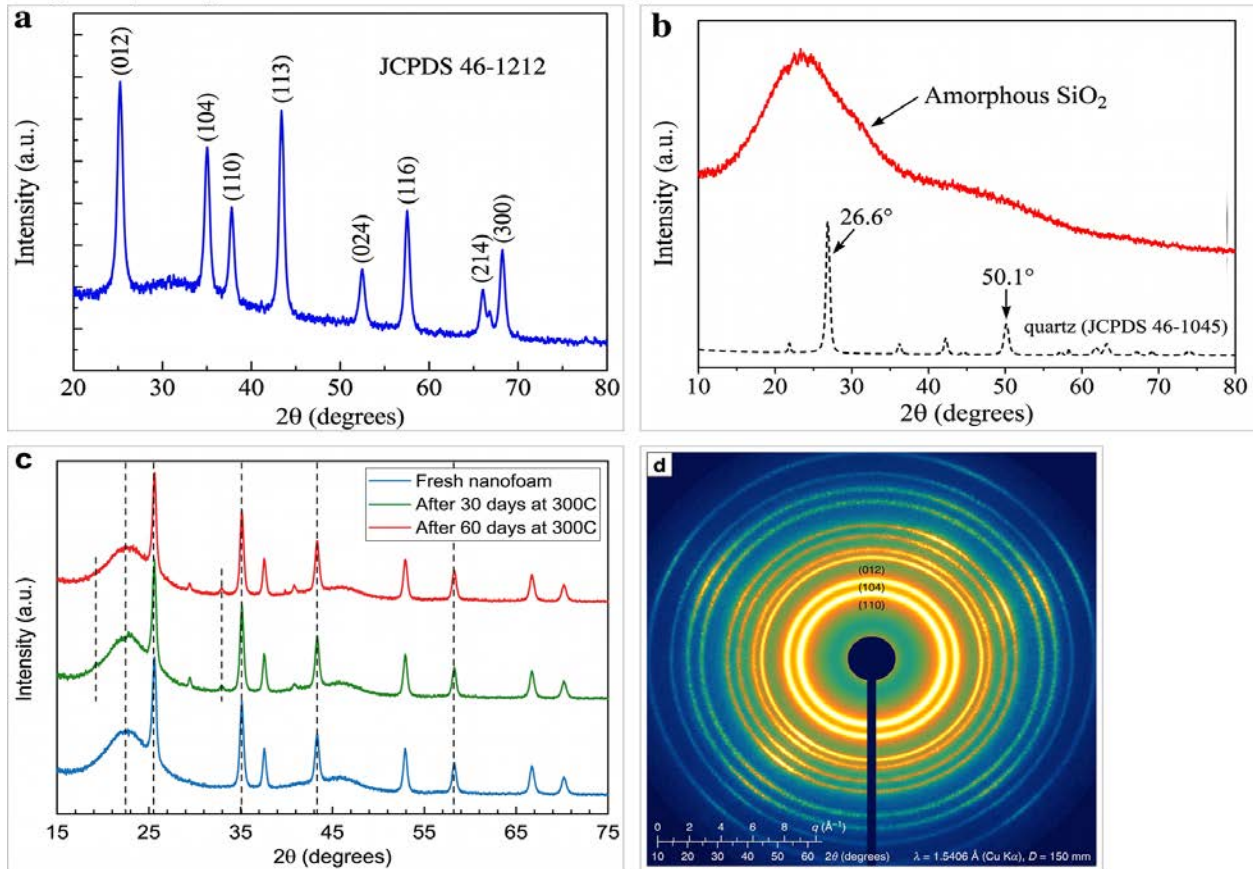 a
JCPDS 46-1212
(012)
(104)
(110)
(113)
(024)
(116)
(214)
(300)
Intensity (a.u.)
20 30 40 50 60 70 80
2θ (degrees)
b
Amorphous SiO₂
26.6°
50.1°
quartz (JCPDS 46-1045)
Intensity (a.u.)
10 20 30 40 50 60 70 80
2θ (degrees)
c
Fresh nanofoam
After 30 days at 300C
After 60 days at 300C
Intensity (a.u.)
15 25 35 45 55 65 75
2θ (degrees)
d
(012)
(104)
(110)
0 2 4 6 8 q (Å⁻¹)
10 20 30 40 50 60 70 80 2θ (degrees) λ = 1.5406 Å (Cu Kα), D = 150 mm